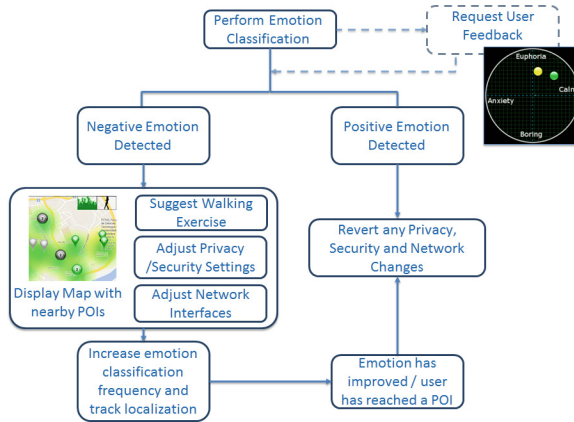 Perform Emotion
Classification
Request User
Feedback
Euphoria
Calm
Anxiety
Boring
Negative Emotion
Detected
Positive Emotion
Detected
Suggest Walking
Exercise
Adjust Privacy
/Security Settings
Adjust Network
Interfaces
Display Map with
nearby POIs
Revert any Privacy,
Security and Network
Changes
Increase emotion
classification
frequency and
track localization
Emotion has
improved / user
has reached a POI